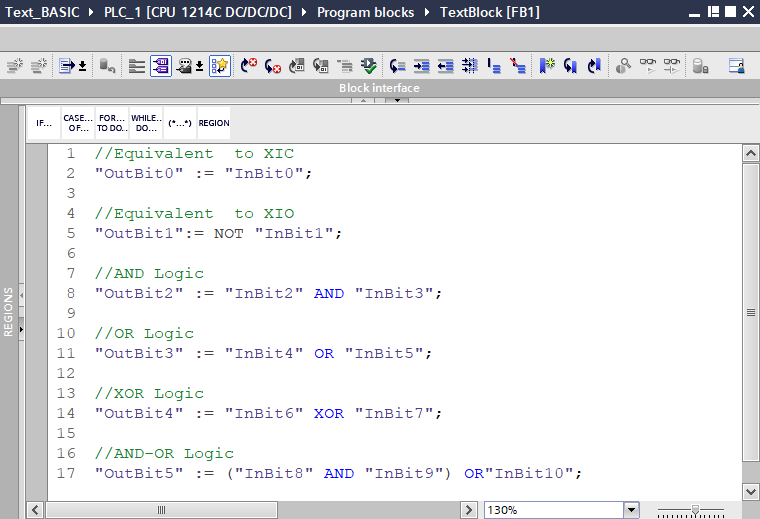 Text_BASIC ▸ PLC_1 [CPU 1214C DC/DC/DC] ▸ Program blocks ▸ TextBlock [FB1]
Block interface
IF... CASE... OF... FOR... TO DO.. WHILE.. DO... (*...*) REGION
1 //Equivalent  to XIC
2 "OutBit0" := "InBit0";
3
4 //Equivalent  to XIO
5 "OutBit1":= NOT "InBit1";
6
7 //AND Logic
8 "OutBit2" := "InBit2" AND "InBit3";
9
10 //OR Logic
11 "OutBit3" := "InBit4" OR "InBit5";
12
13 //XOR Logic
14 "OutBit4" := "InBit6" XOR "InBit7";
15
16 //AND-OR Logic
17 "OutBit5" := ("InBit8" AND "InBit9") OR"InBit10";
REGIONS
130%